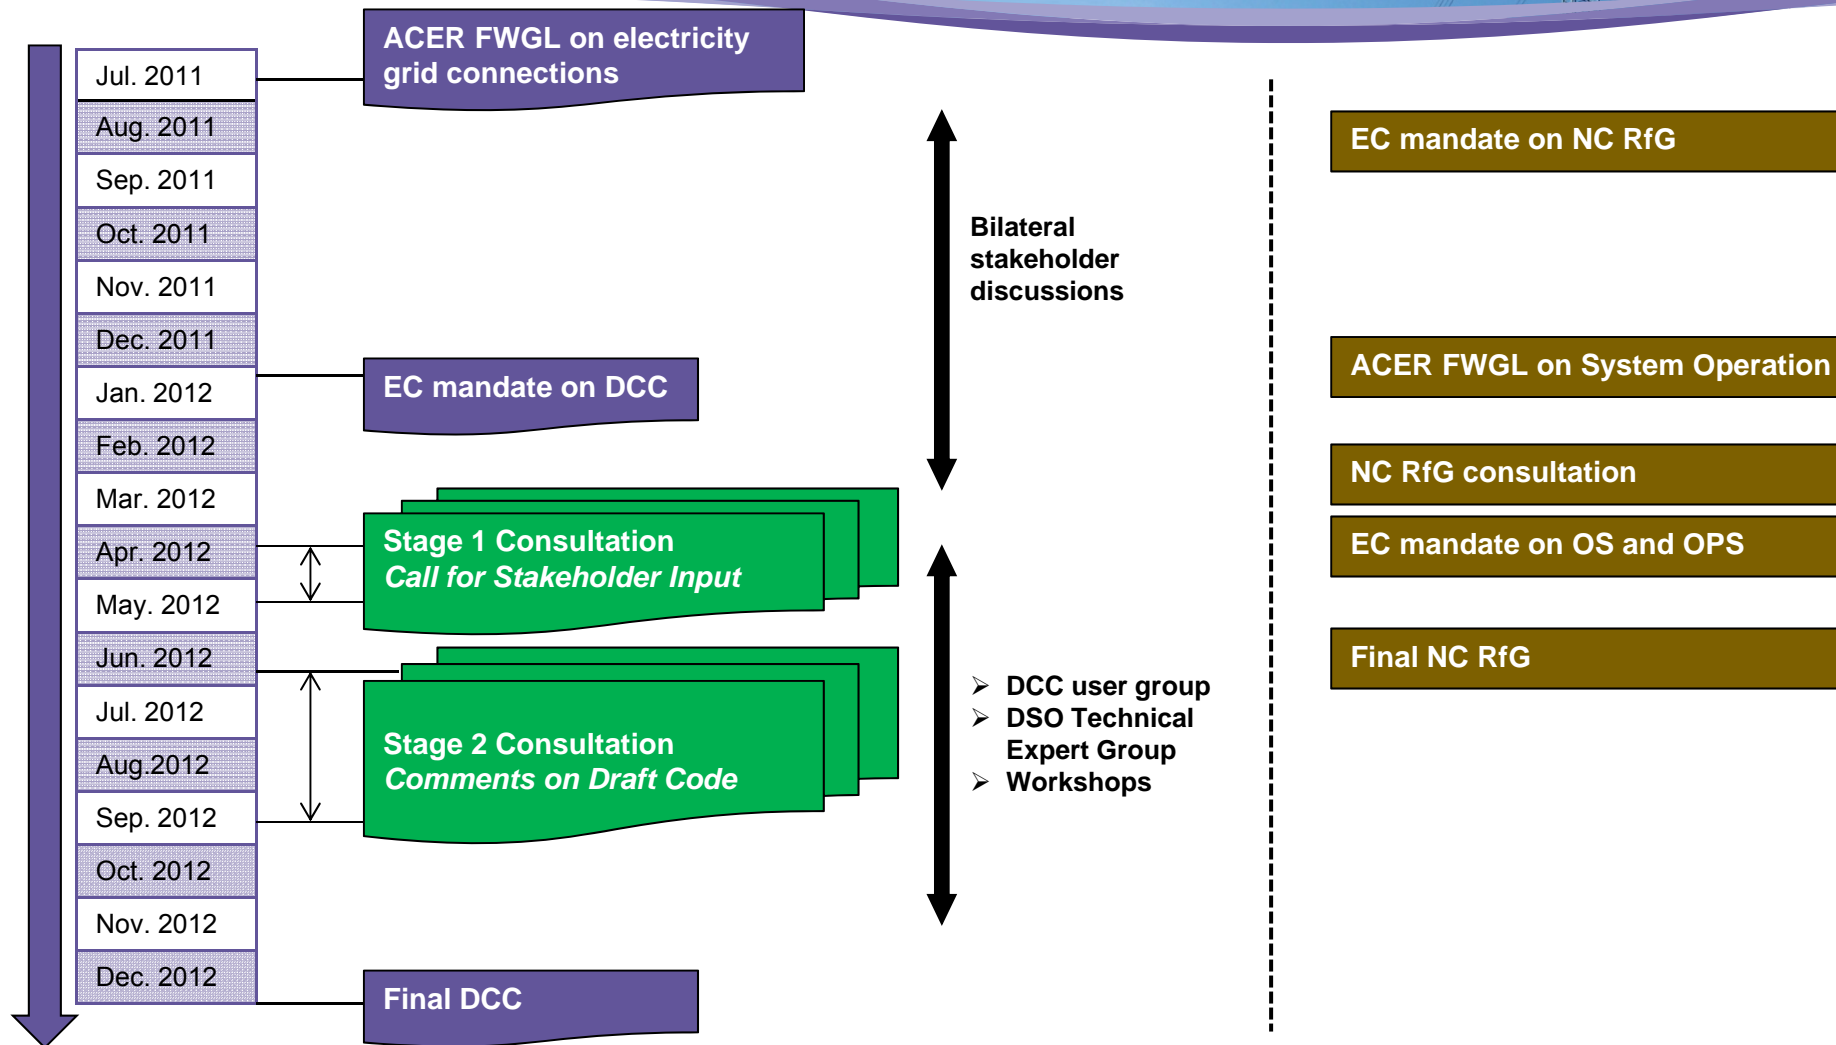 ACER FWGL on electricity
grid connections
Jul. 2011
Aug. 2011
Sep. 2011
Oct. 2011
Nov. 2011
Dec. 2011
Jan. 2012
Feb. 2012
Mar. 2012
Apr. 2012
May. 2012
Jun. 2012
Jul. 2012
Aug.2012
Sep. 2012
Oct. 2012
Nov. 2012
Dec. 2012
EC mandate on DCC
Stage 1 Consultation
Call for Stakeholder Input
Stage 2 Consultation
Comments on Draft Code
Final DCC
Bilateral
stakeholder
discussions
➢ DCC user group
➢ DSO Technical
Expert Group
➢ Workshops
EC mandate on NC RfG
ACER FWGL on System Operation
NC RfG consultation
EC mandate on OS and OPS
Final NC RfG